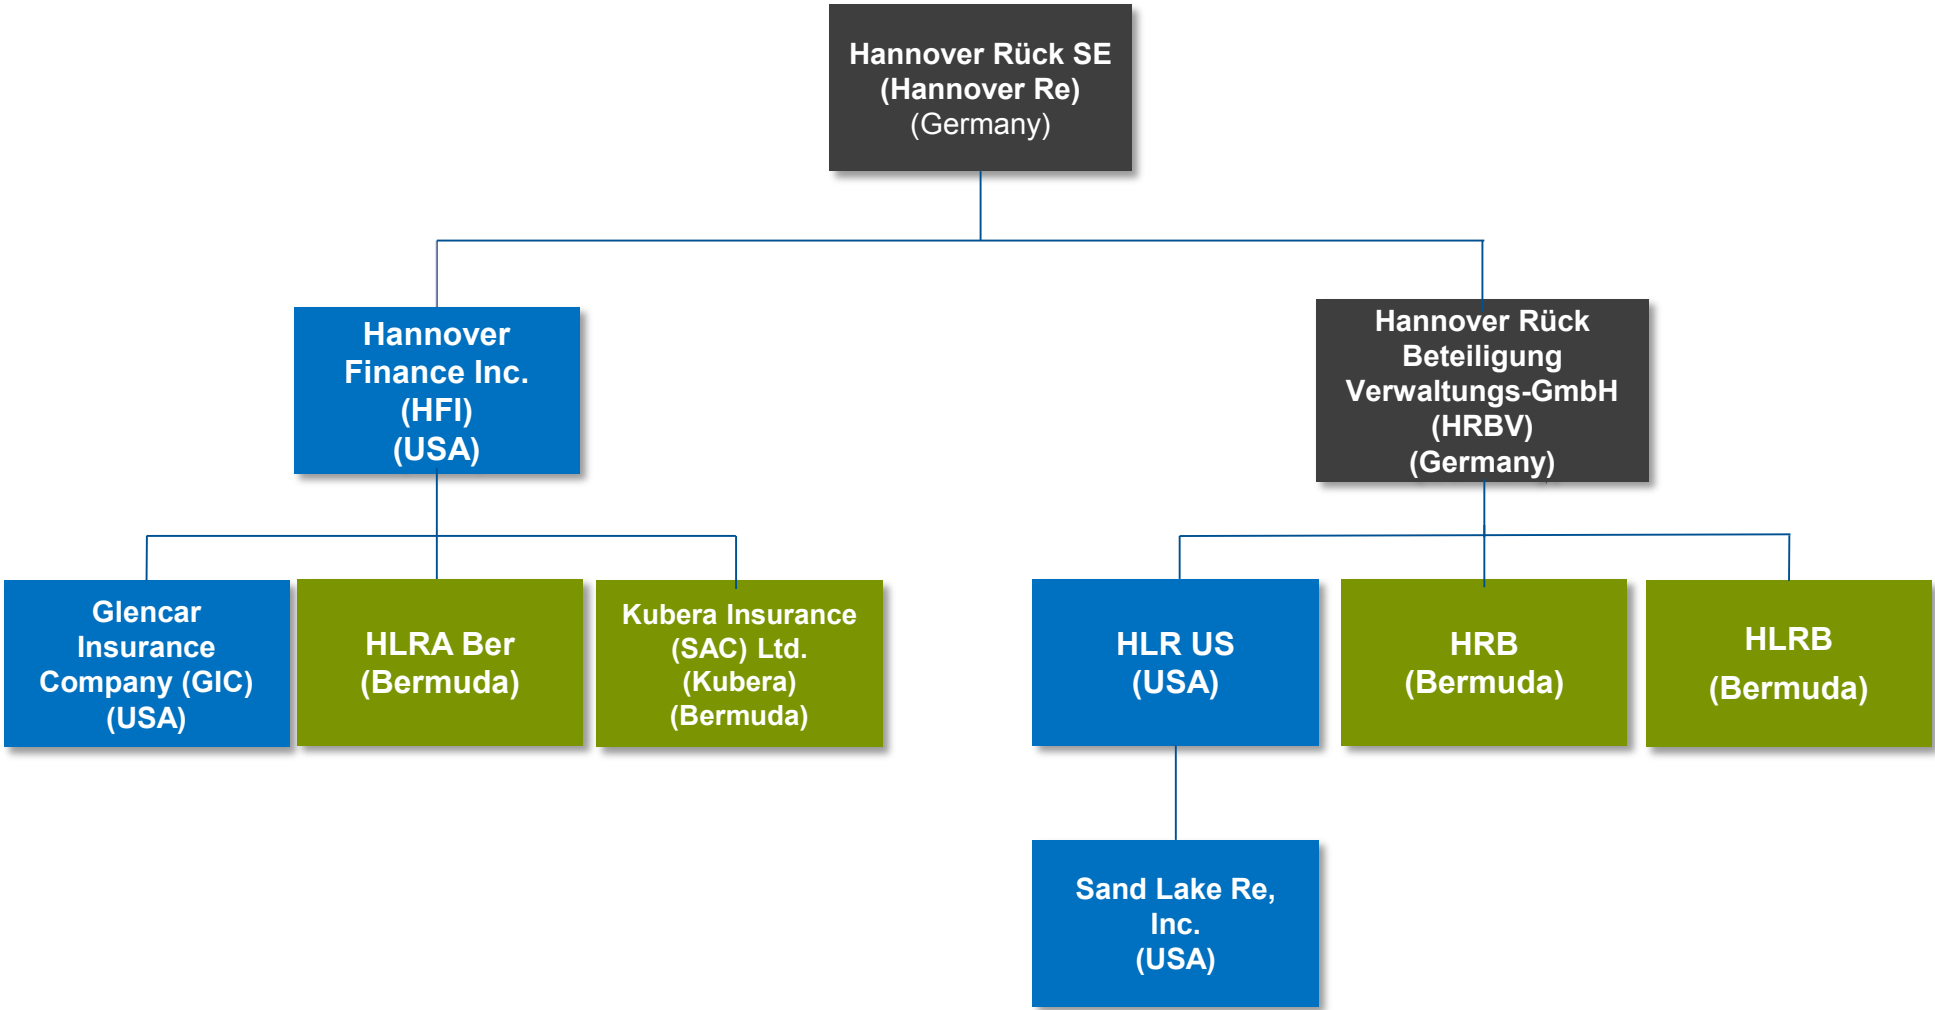 Hannover Rück SE
(Hannover Re)
(Germany)
Hannover
Finance Inc.
(HFI)
(USA)
Hannover Rück
Beteiligung
Verwaltungs-GmbH
(HRBV)
(Germany)
Glencar
Insurance
Company (GIC)
(USA)
HLRA Ber
(Bermuda)
Kubera Insurance
(SAC) Ltd.
(Kubera)
(Bermuda)
HLR US
(USA)
HRB
(Bermuda)
HLRB
(Bermuda)
Sand Lake Re,
Inc.
(USA)